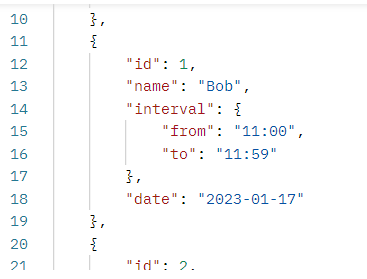 10 },
11 {
12 "id": 1,
13 "name": "Bob",
14 "interval": {
15 "from": "11:00",
16 "to": "11:59"
17 },
18 "date": "2023-01-17"
19 },
20 {
21 "id": 2,